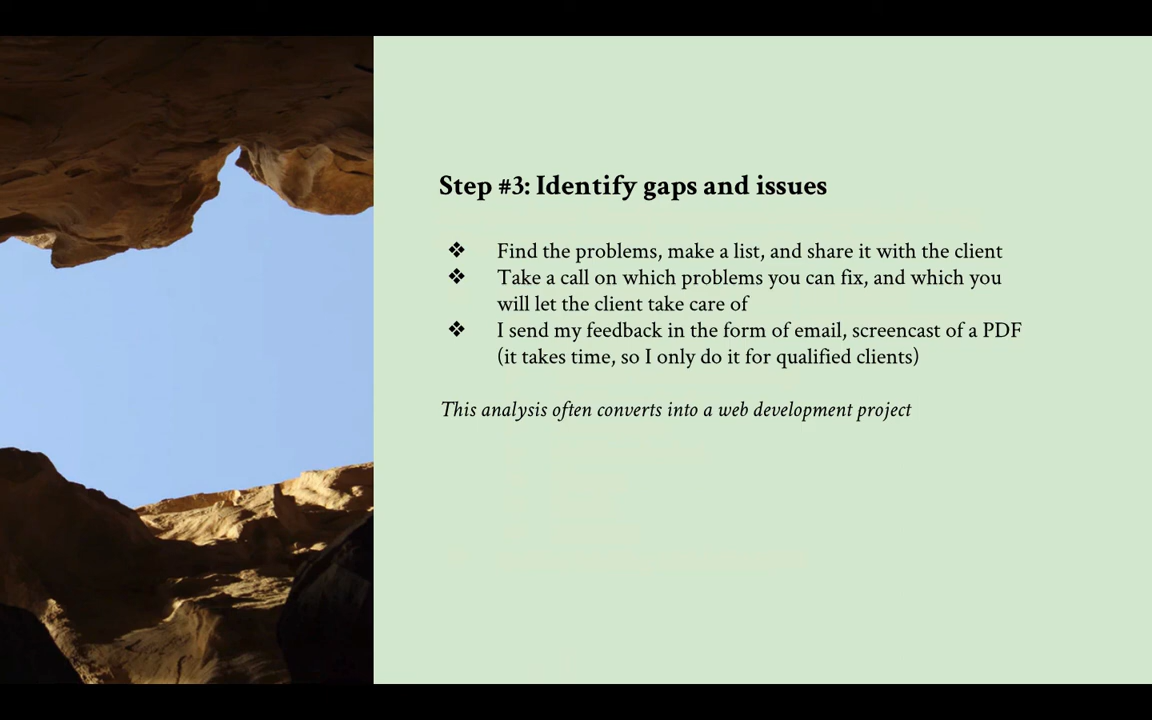 Step #3: Identify gaps and issues
❖ Find the problems, make a list, and share it with the client
❖ Take a call on which problems you can fix, and which you
will let the client take care of
❖ I send my feedback in the form of email, screencast of a PDF
(it takes time, so I only do it for qualified clients)
This analysis often converts into a web development project